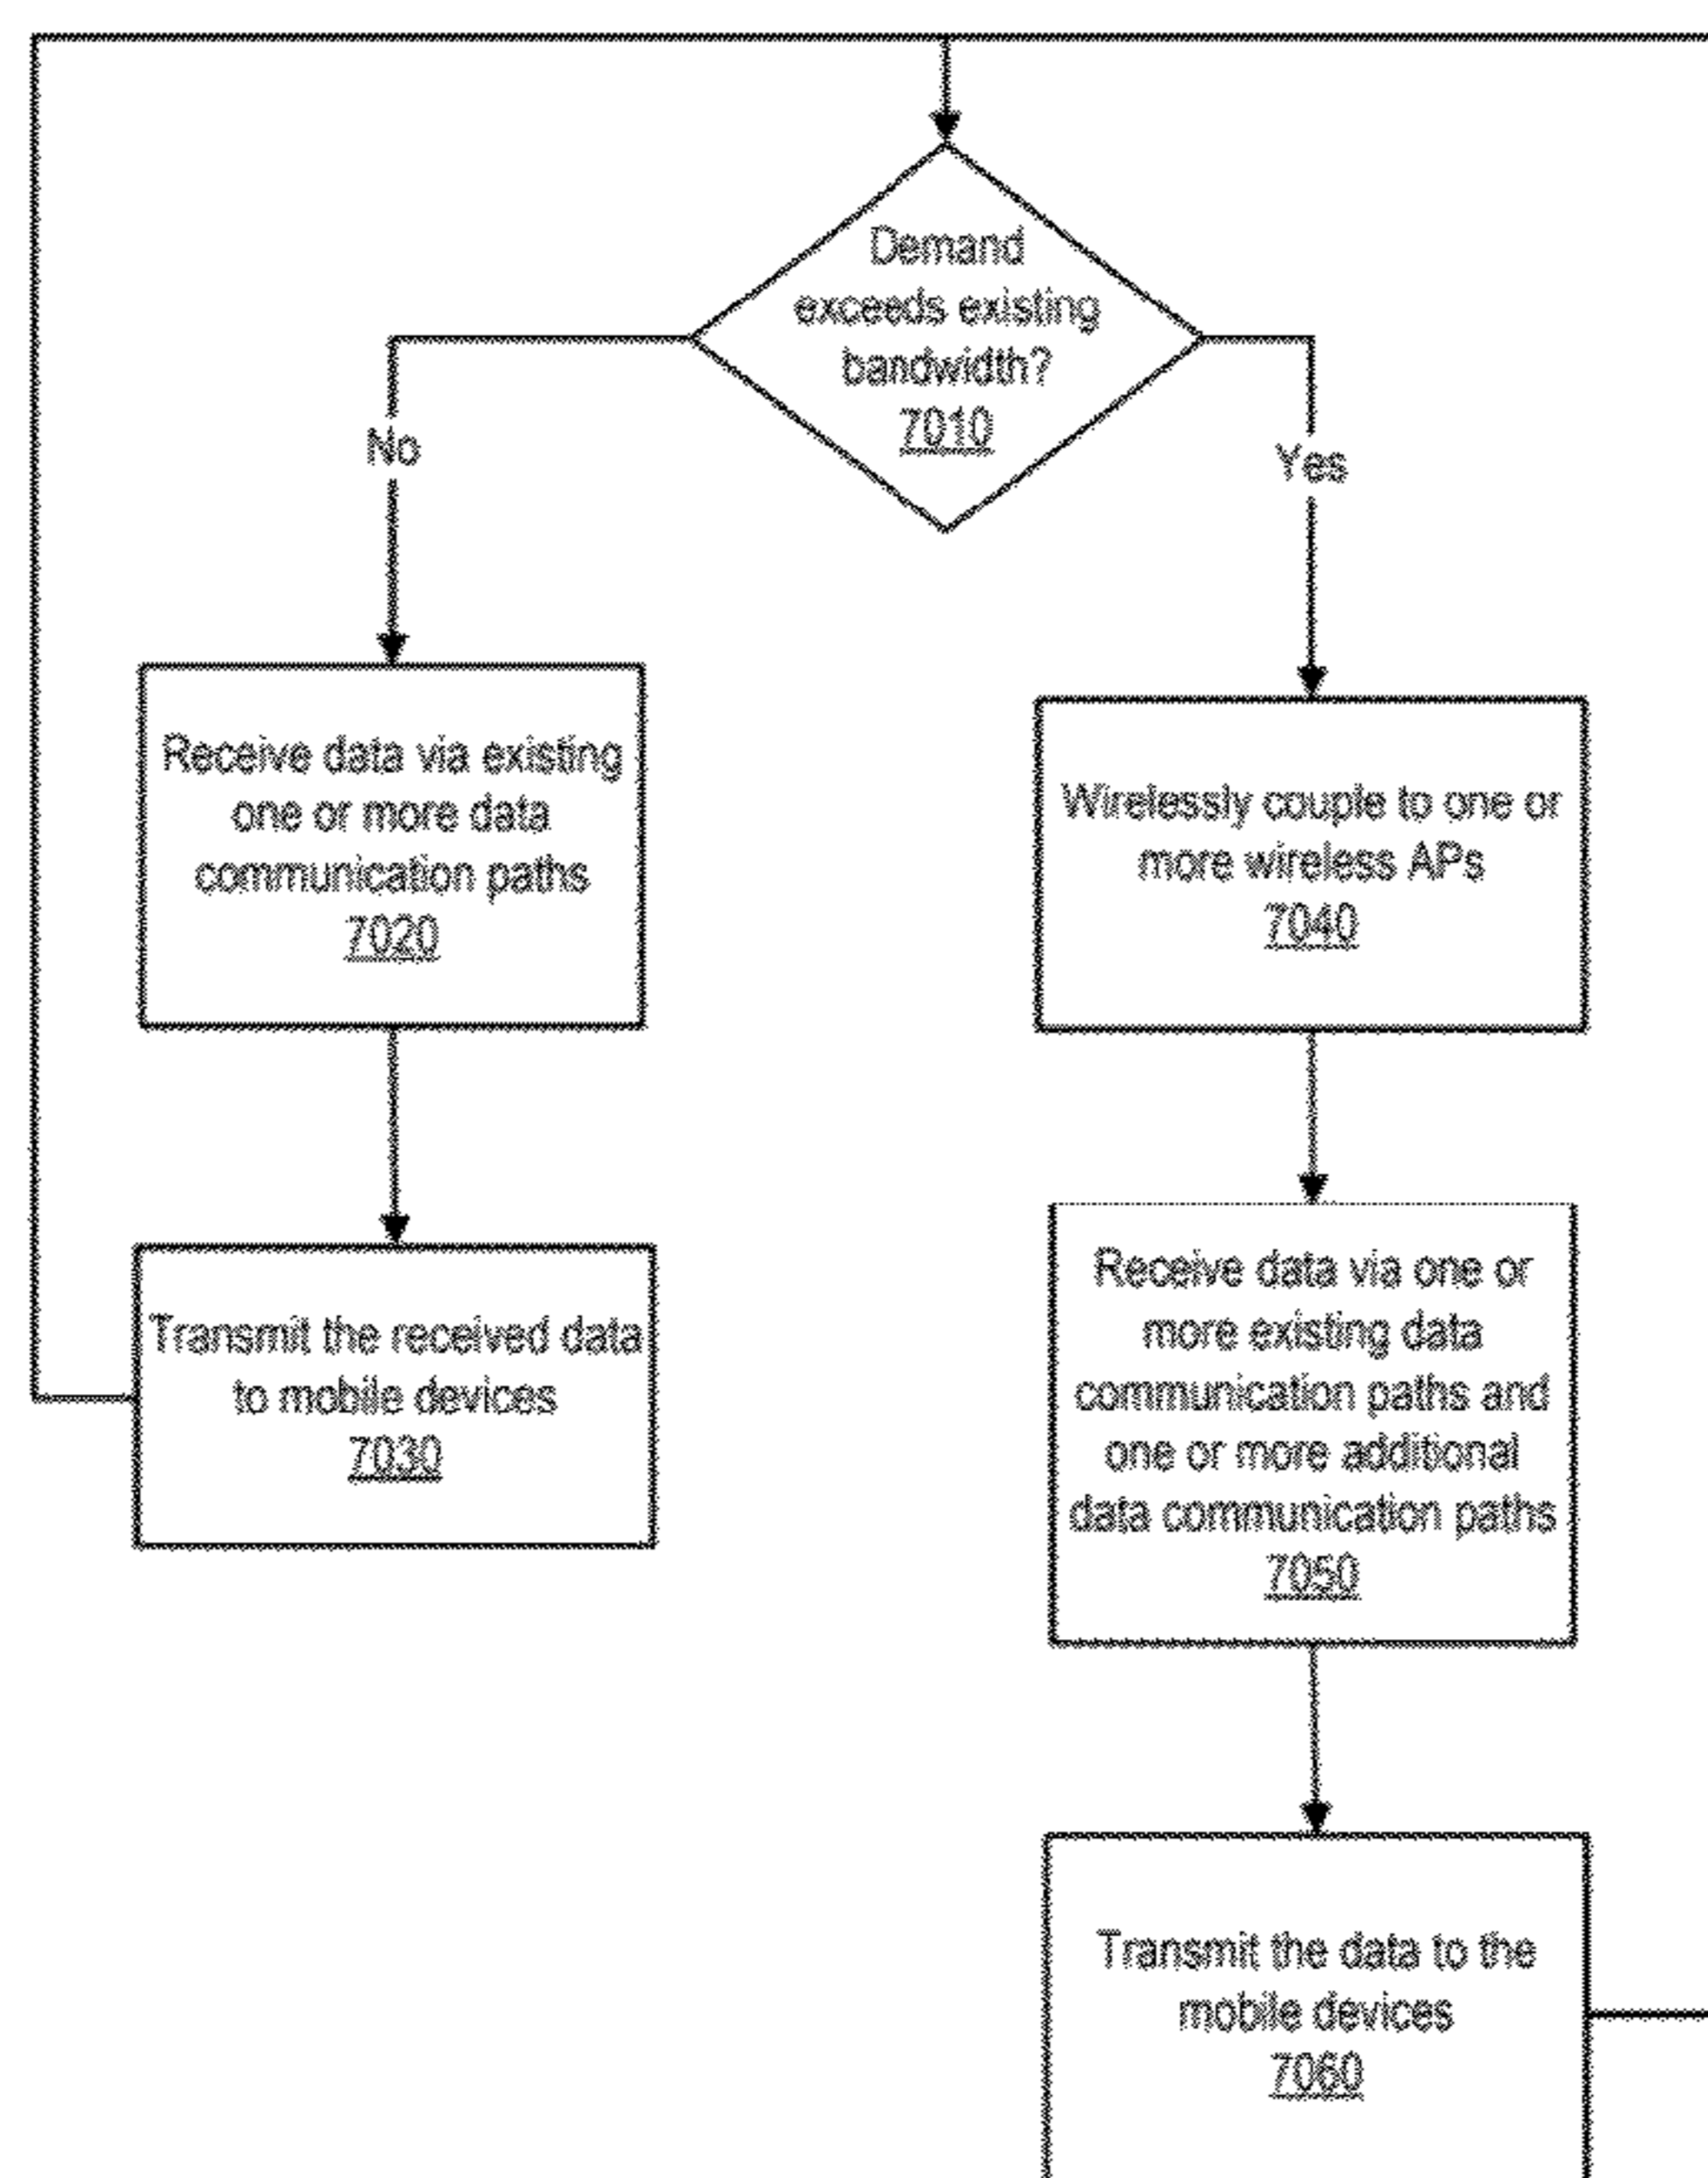 Demand
exceeds existing
bandwidth?
7010
No
Yes
Receive data via existing
one or more data
communication paths
7020
Wirelessly couple to one or
more wireless APs
7040
Transmit the received data
to mobile devices
7030
Receive data via one or
more existing data
communication paths and
one or more additional
data communication paths
7050
Transmit the data to the
mobile devices
7060